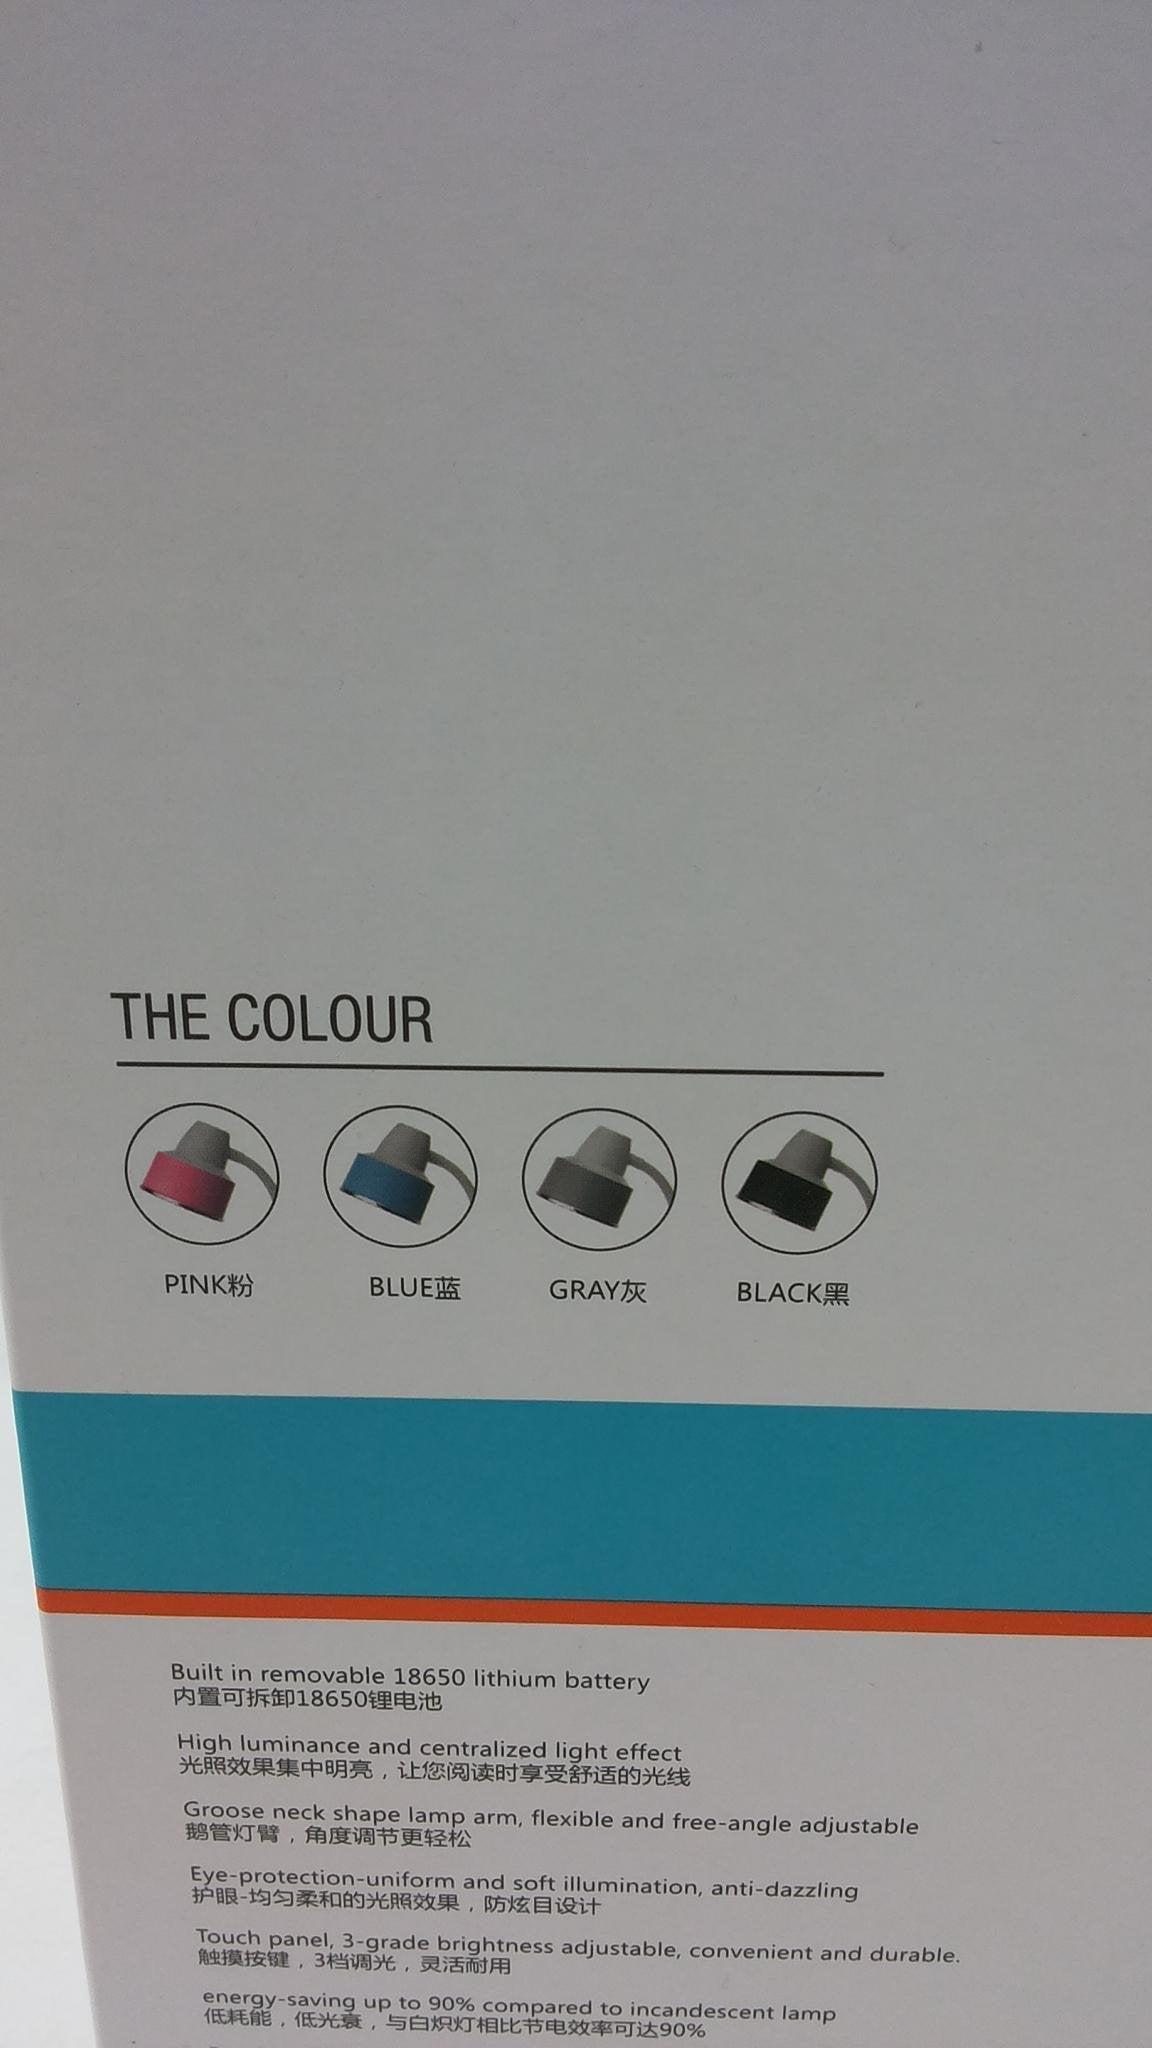 THE COLOUR
PINK粉 BLUE蓝 GRAY灰 BLACK黑
Built in removable 18650 lithium battery
内置可拆卸18650锂电池
High luminance and centralized light effect
光照效果集中明亮，让您阅读时享受舒适的光线
Groose neck shape lamp arm, flexible and free-angle adjustable
鹅管灯臂，角度调节更轻松
Eye-protection-uniform and soft illumination, anti-dazzling
护眼-均匀柔和的光照效果，防炫目设计
Touch panel, 3-grade brightness adjustable, convenient and durable.
触摸按键，3档调光，灵活耐用
energy-saving up to 90% compared to incandescent lamp
低耗能，低光衰，与白炽灯相比节电效率可达90%